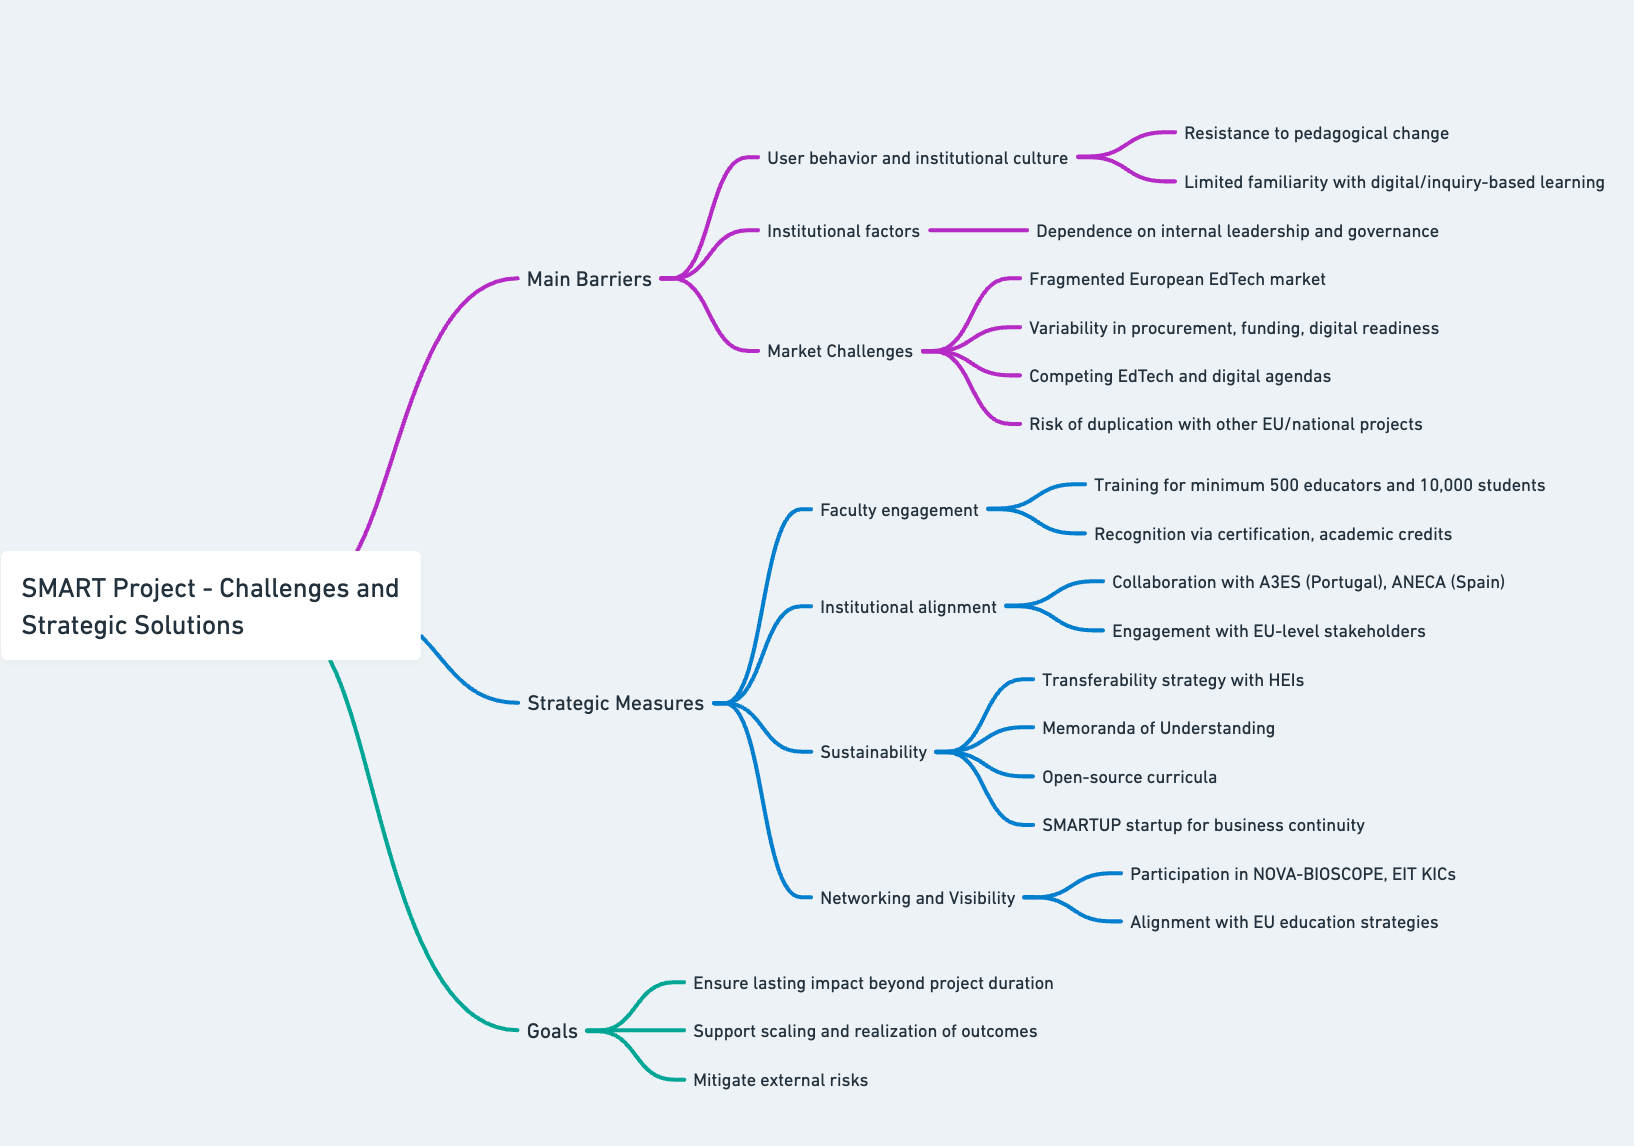 SMART Project - Challenges and
Strategic Solutions
Main Barriers
User behavior and institutional culture
Resistance to pedagogical change
Limited familiarity with digital/inquiry-based learning
Institutional factors
Dependence on internal leadership and governance
Market Challenges
Fragmented European EdTech market
Variability in procurement, funding, digital readiness
Competing EdTech and digital agendas
Risk of duplication with other EU/national projects
Strategic Measures
Faculty engagement
Training for minimum 500 educators and 10,000 students
Recognition via certification, academic credits
Institutional alignment
Collaboration with A3ES (Portugal), ANECA (Spain)
Engagement with EU-level stakeholders
Sustainability
Transferability strategy with HEIs
Memoranda of Understanding
Open-source curricula
SMARTUP startup for business continuity
Networking and Visibility
Participation in NOVA-BIOSCOPE, EIT KICs
Alignment with EU education strategies
Goals
Ensure lasting impact beyond project duration
Support scaling and realization of outcomes
Mitigate external risks